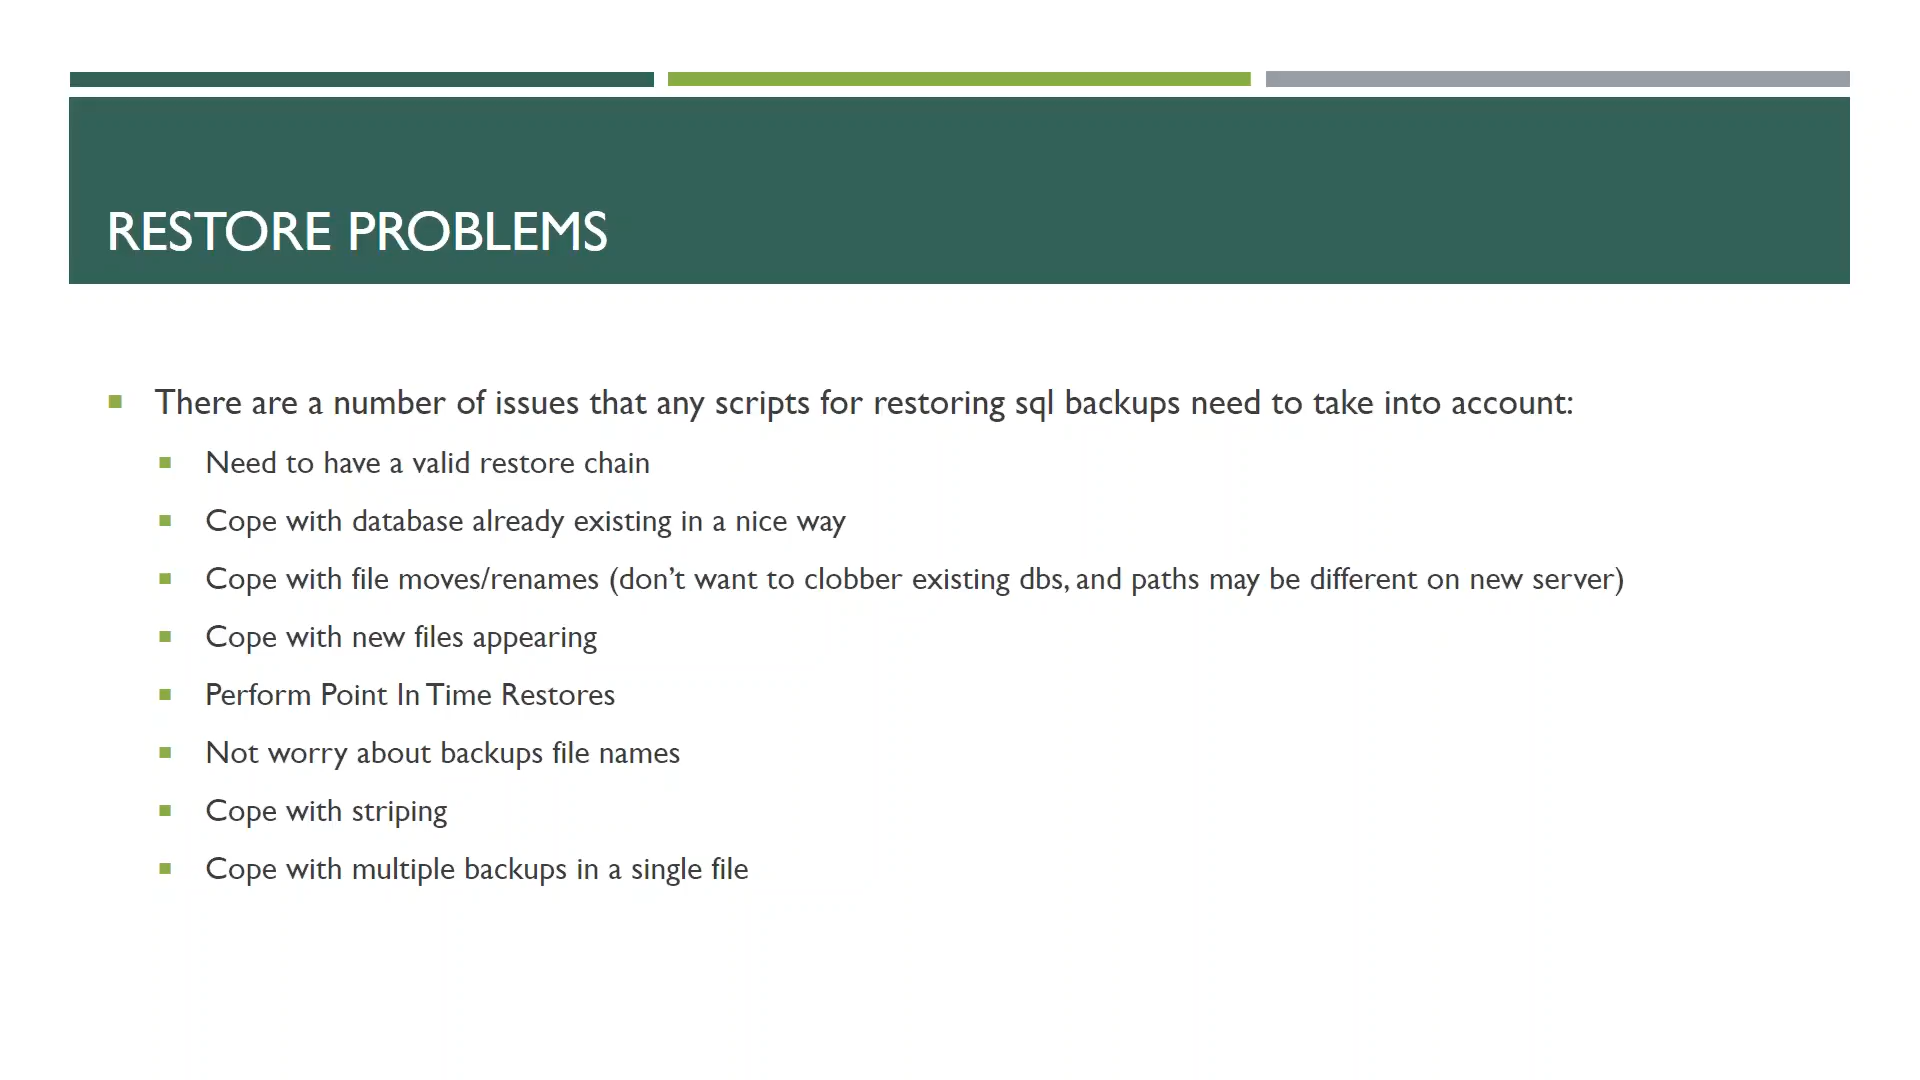 RESTORE PROBLEMS
There are a number of issues that any scripts for restoring sql backups need to take into account:
Need to have a valid restore chain
Cope with database already existing in a nice way
Cope with file moves/renames (don’t want to clobber existing dbs, and paths may be different on new server)
Cope with new files appearing
Perform Point In Time Restores
Not worry about backups file names
Cope with striping
Cope with multiple backups in a single file